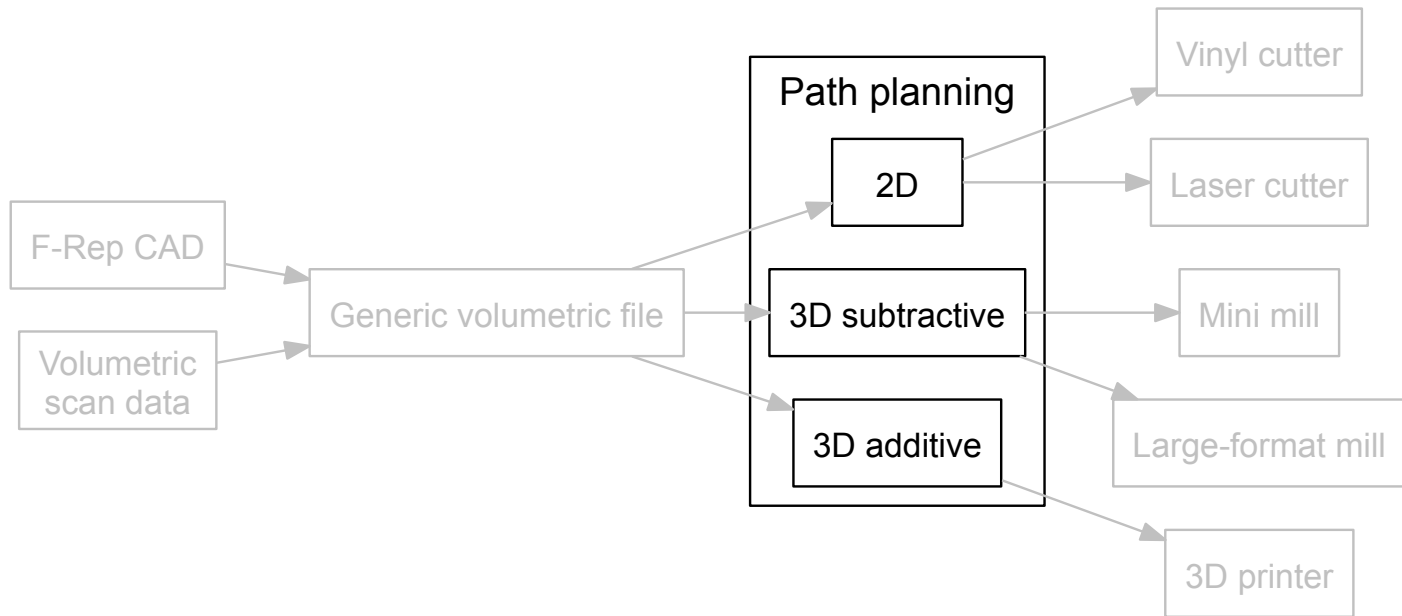 F-Rep CAD
Volumetric
scan data
Generic volumetric file
Path planning
2D
3D subtractive
3D additive
Vinyl cutter
Laser cutter
Mini mill
Large-format mill
3D printer